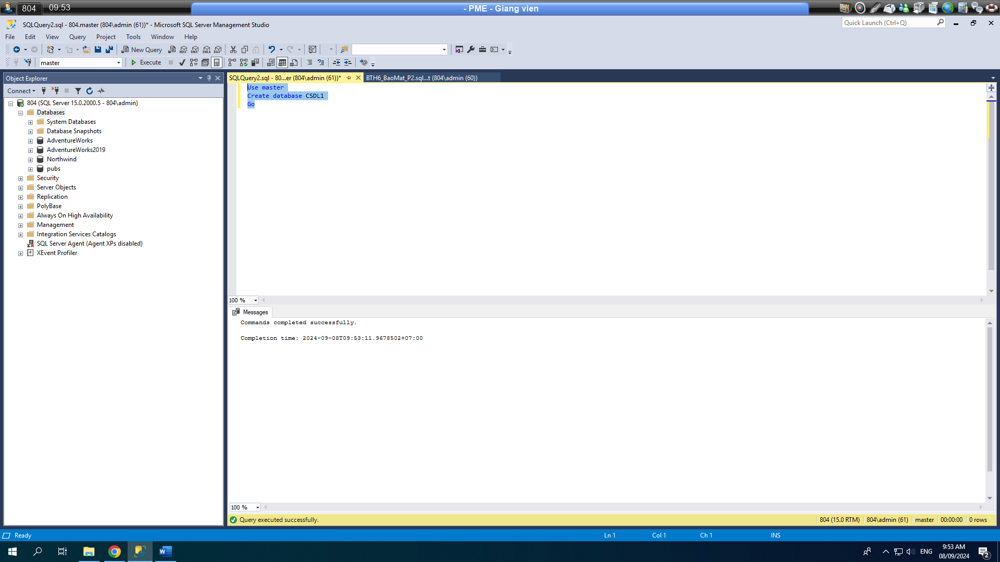 804
09:53
- PME - Giang vien
SQLQuery2.sql - 804.master (804\admin (61))* - Microsoft SQL Server Management Studio
Quick Launch (Ctrl+Q)
File Edit View Query Project Tools Window Help
New Query
MDX DMX XMLA DAX
master
Execute
Object Explorer
SQLQuery2.sql - 80...er (804\admin (61))*
BTH6_BaoMat_P2.sql...t (804\admin (60))
Connect
804 (SQL Server 15.0.2000.5 - 804\admin)
Databases
System Databases
Database Snapshots
AdventureWorks
AdventureWorks2019
Northwind
pubs
Security
Server Objects
Replication
PolyBase
Always On High Availability
Management
Integration Services Catalogs
SQL Server Agent (Agent XPs disabled)
XEvent Profiler
Use master
Create database CSDL1
Go
100 %
Messages
Commands completed successfully.
Completion time: 2024-09-08T09:53:11.9678502+07:00
100 %
Query executed successfully.
804 (15.0 RTM)
804\admin (61)
master
00:00:00
0 rows
Ready
Ln 1
Col 1
Ch 1
INS
ENG
9:53 AM
08/09/2024
2